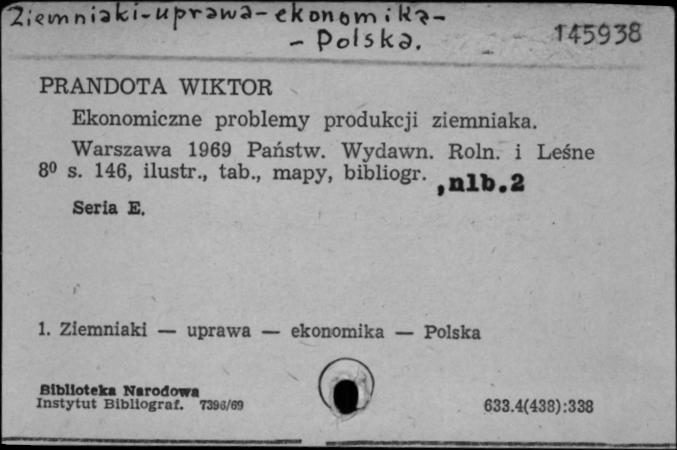 Ziemniaki-uprawa-ekonomika-
- Polska.
145938
PRANDOTA WIKTOR
Ekonomiczne problemy produkcji ziemniaka.
Warszawa 1969 Państw. Wydawn. Roln. i Leśne
8⁰ s. 146, ilustr., tab., mapy, bibliogr. ,nlb.2
Seria E.
1. Ziemniaki — uprawa — ekonomika — Polska
Biblioteka Narodowa
Instytut Bibliograf. 7396/69
633.4(438):338